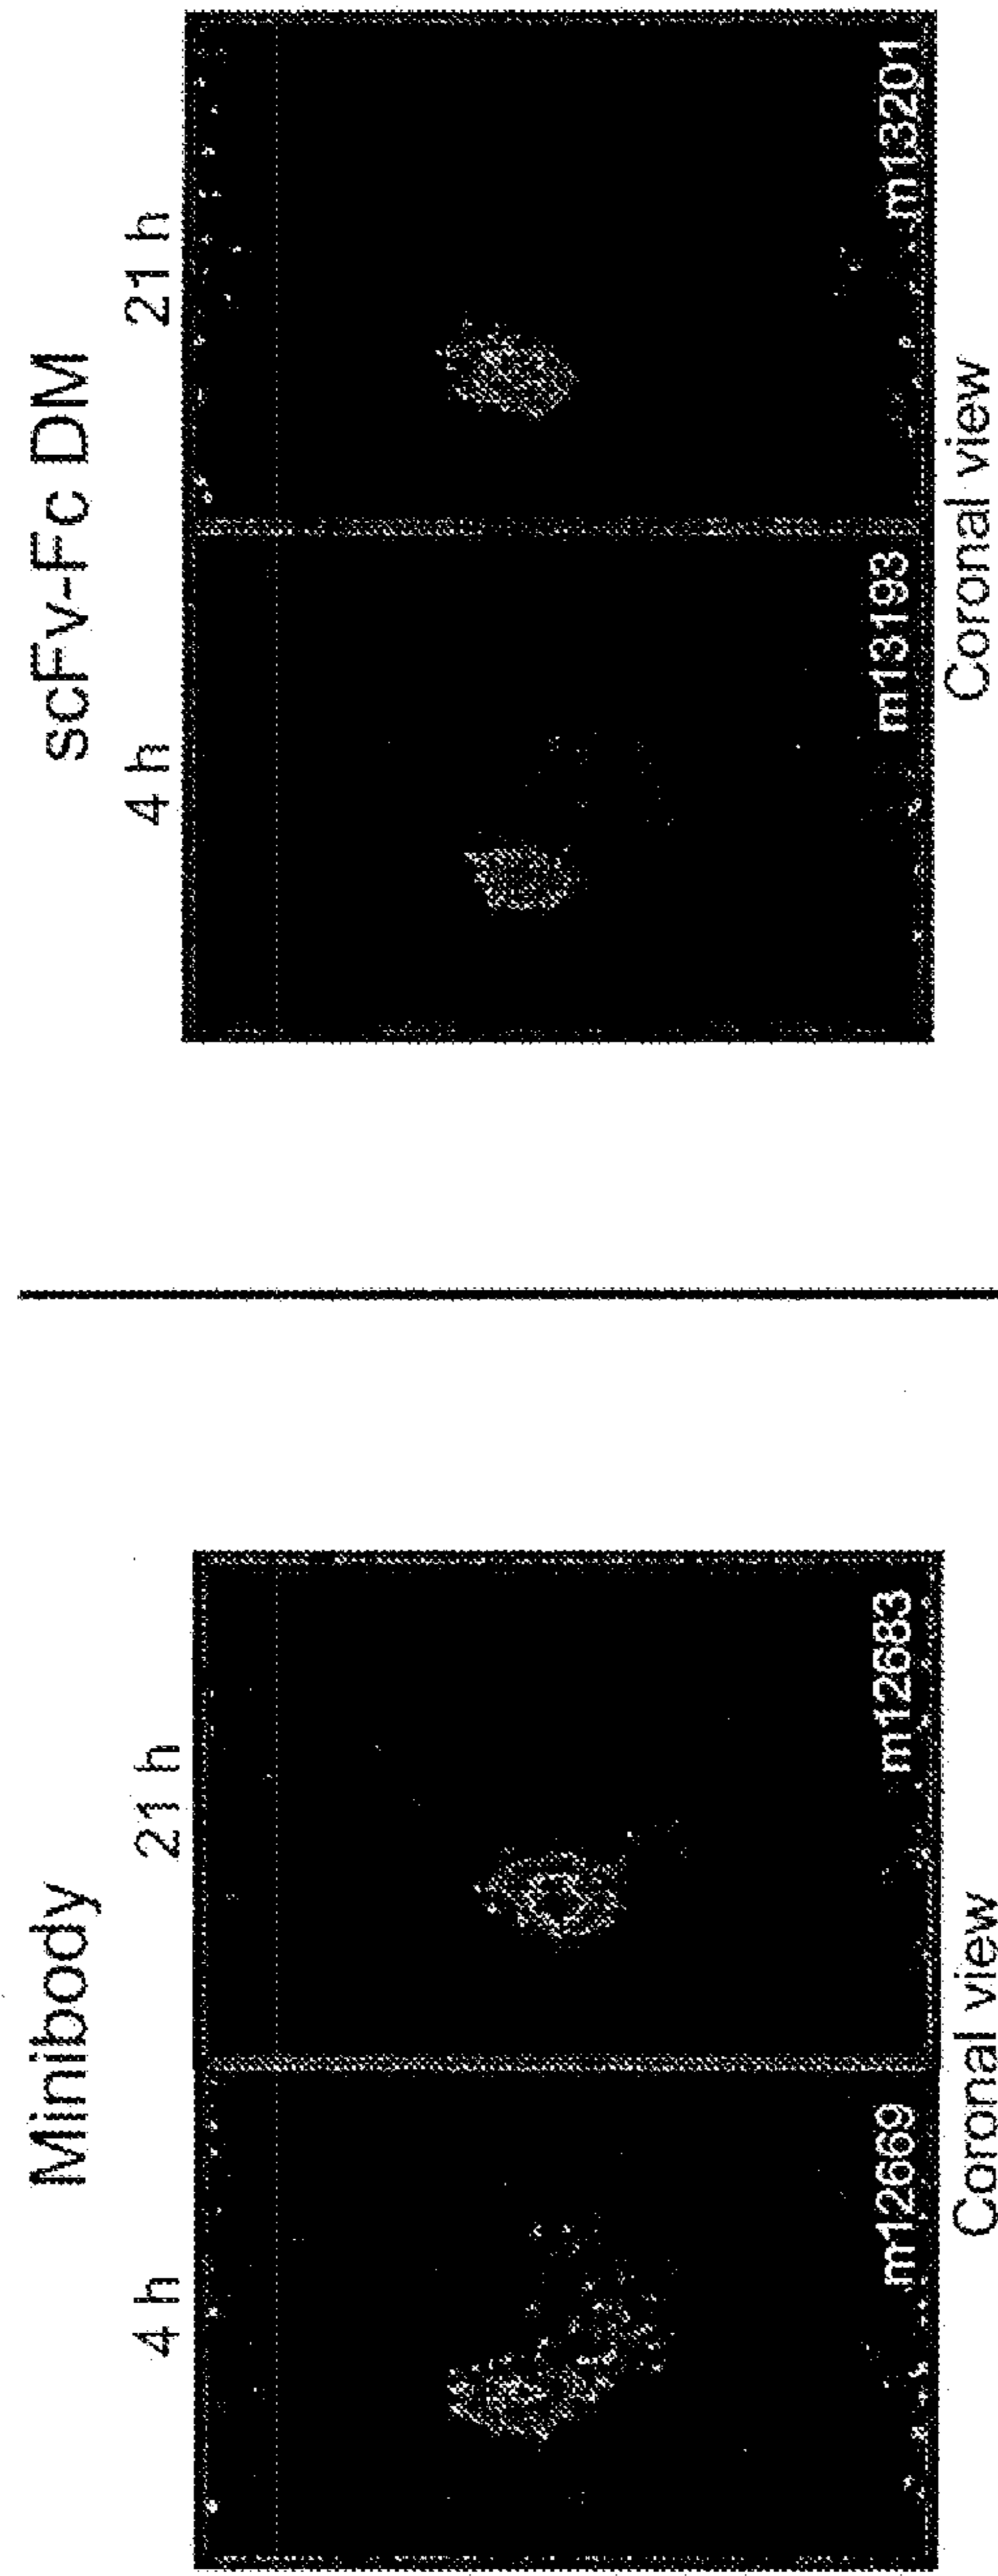 Minibody
4 h
21 h
m12669
m12683
Coronal view
scFv-Fc DM
4 h
21 h
m13193
m13201
Coronal view